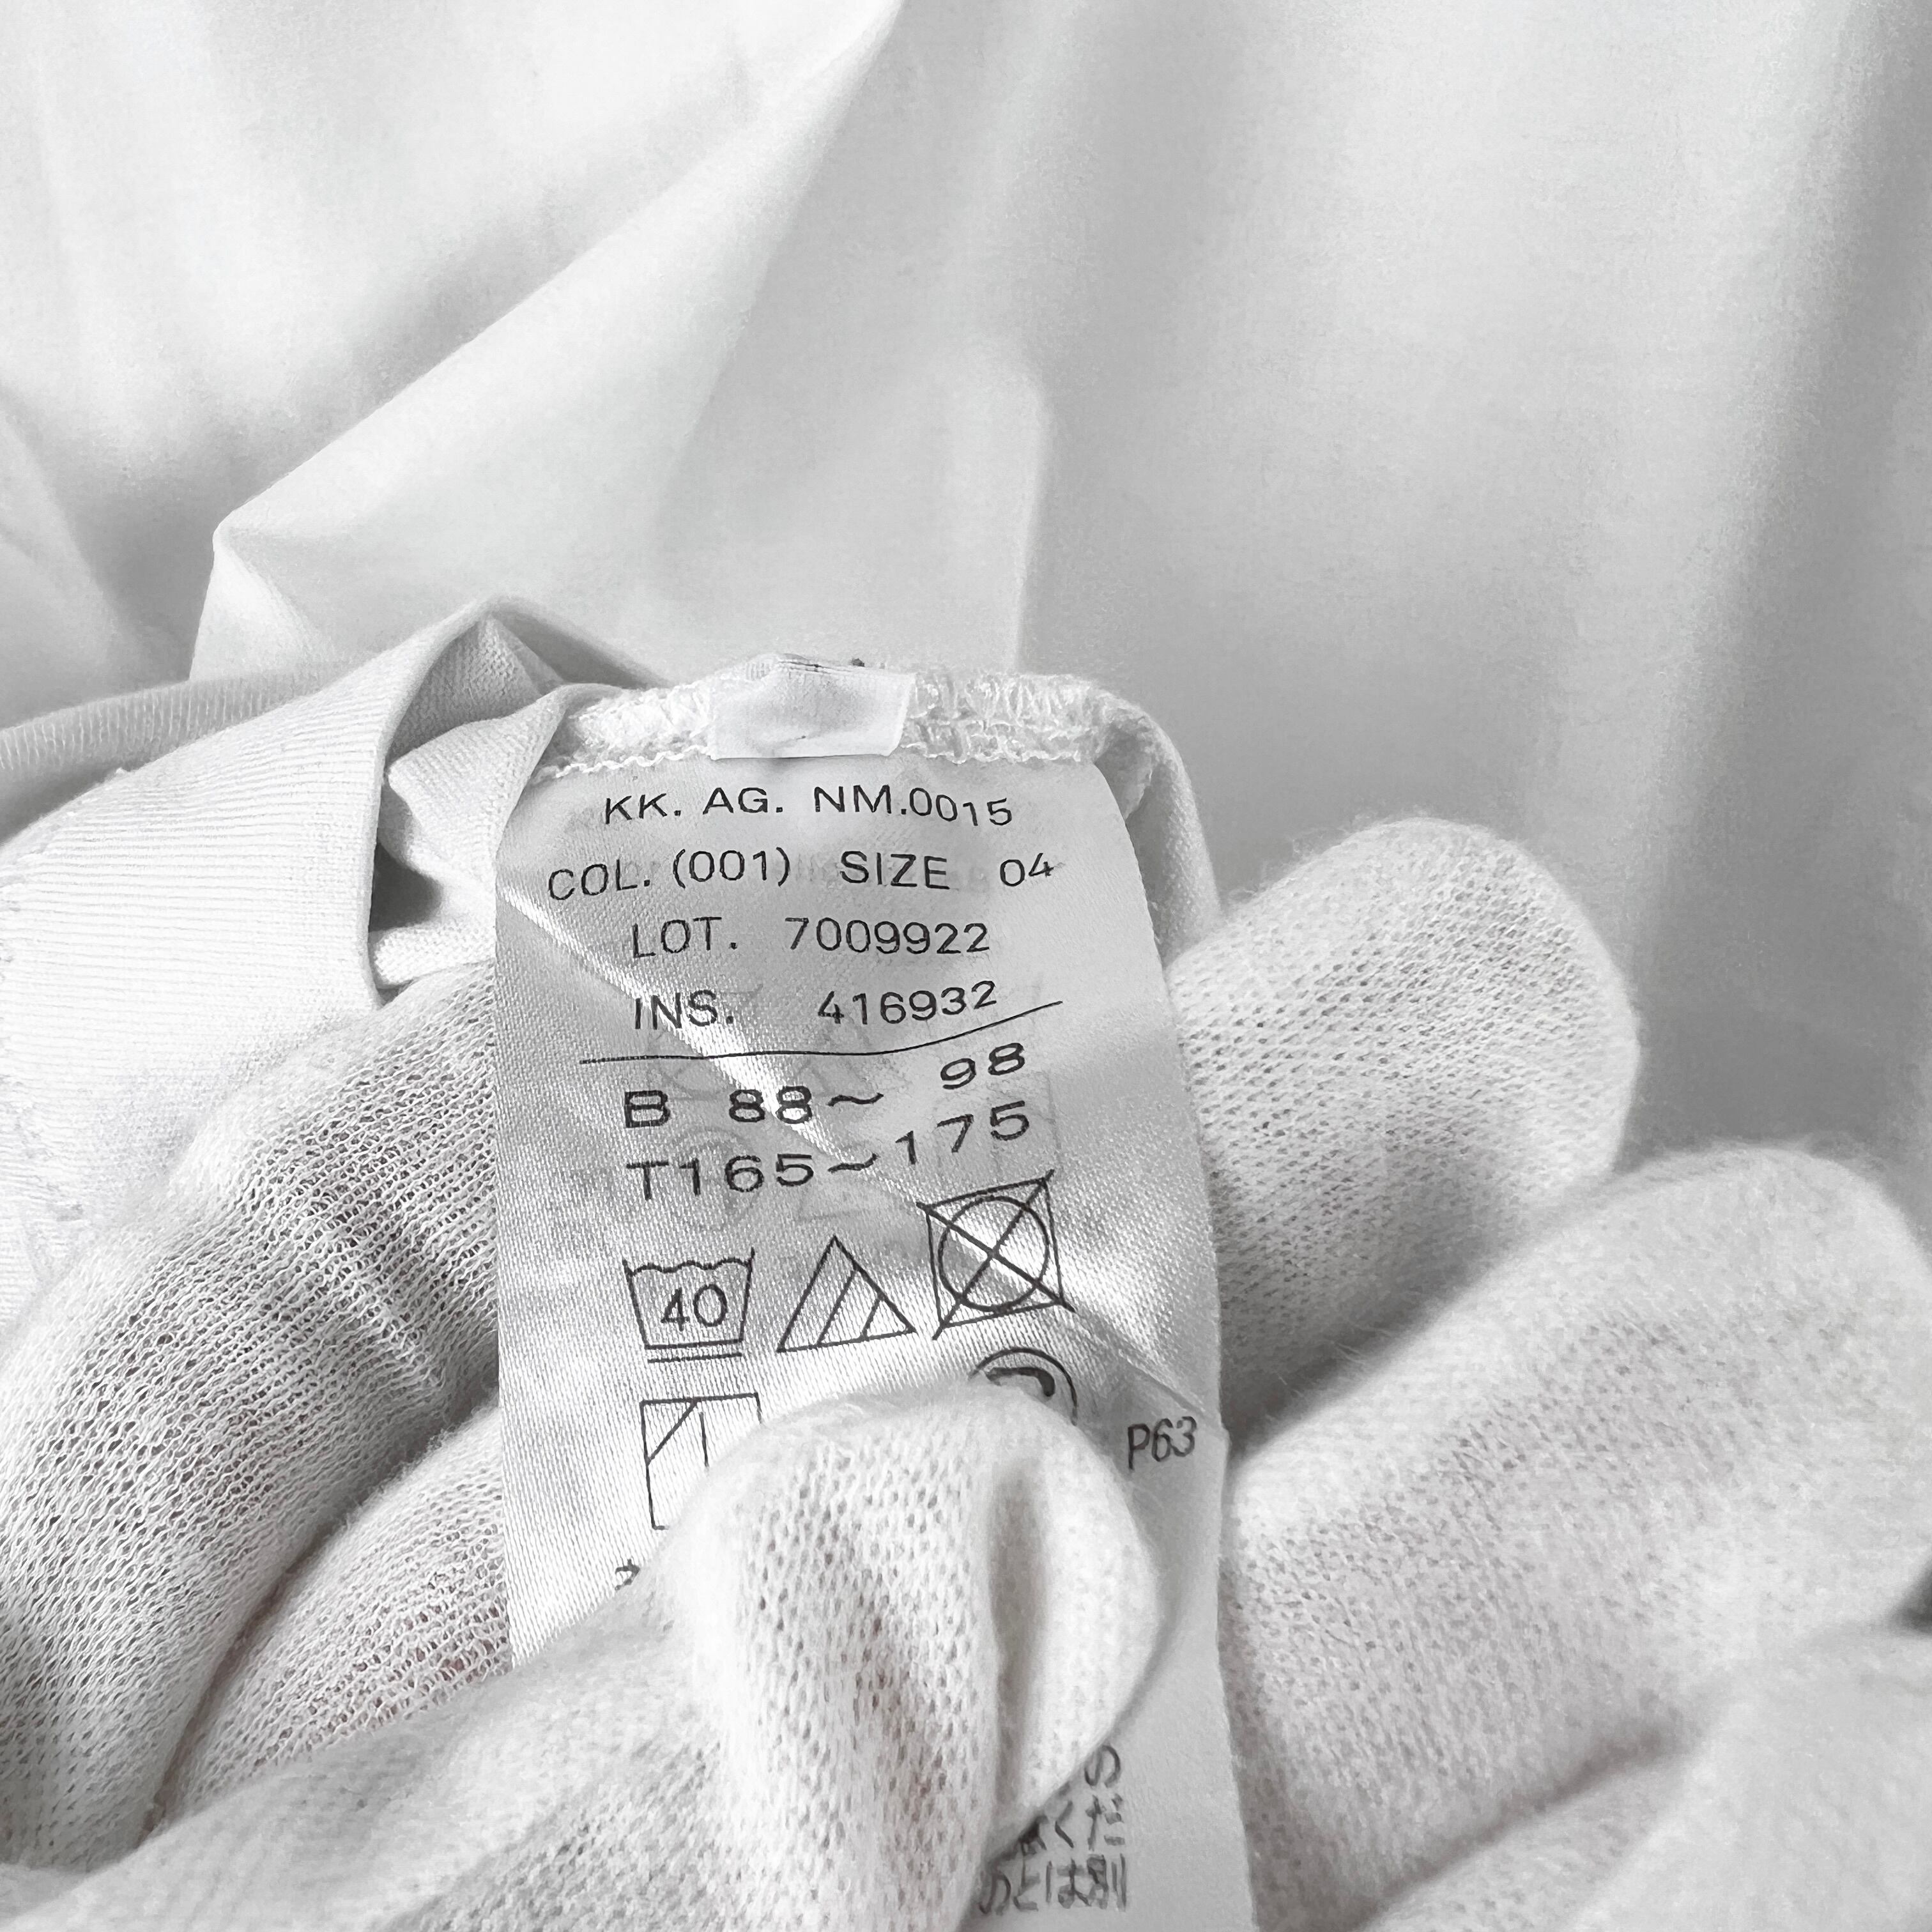 KK. AG. NM.0015
COL. (001) SIZE 04
LOT. 7009922
INS. 416932
B 88~ 98
T165~175
40
P63
の
くだ
のとは別